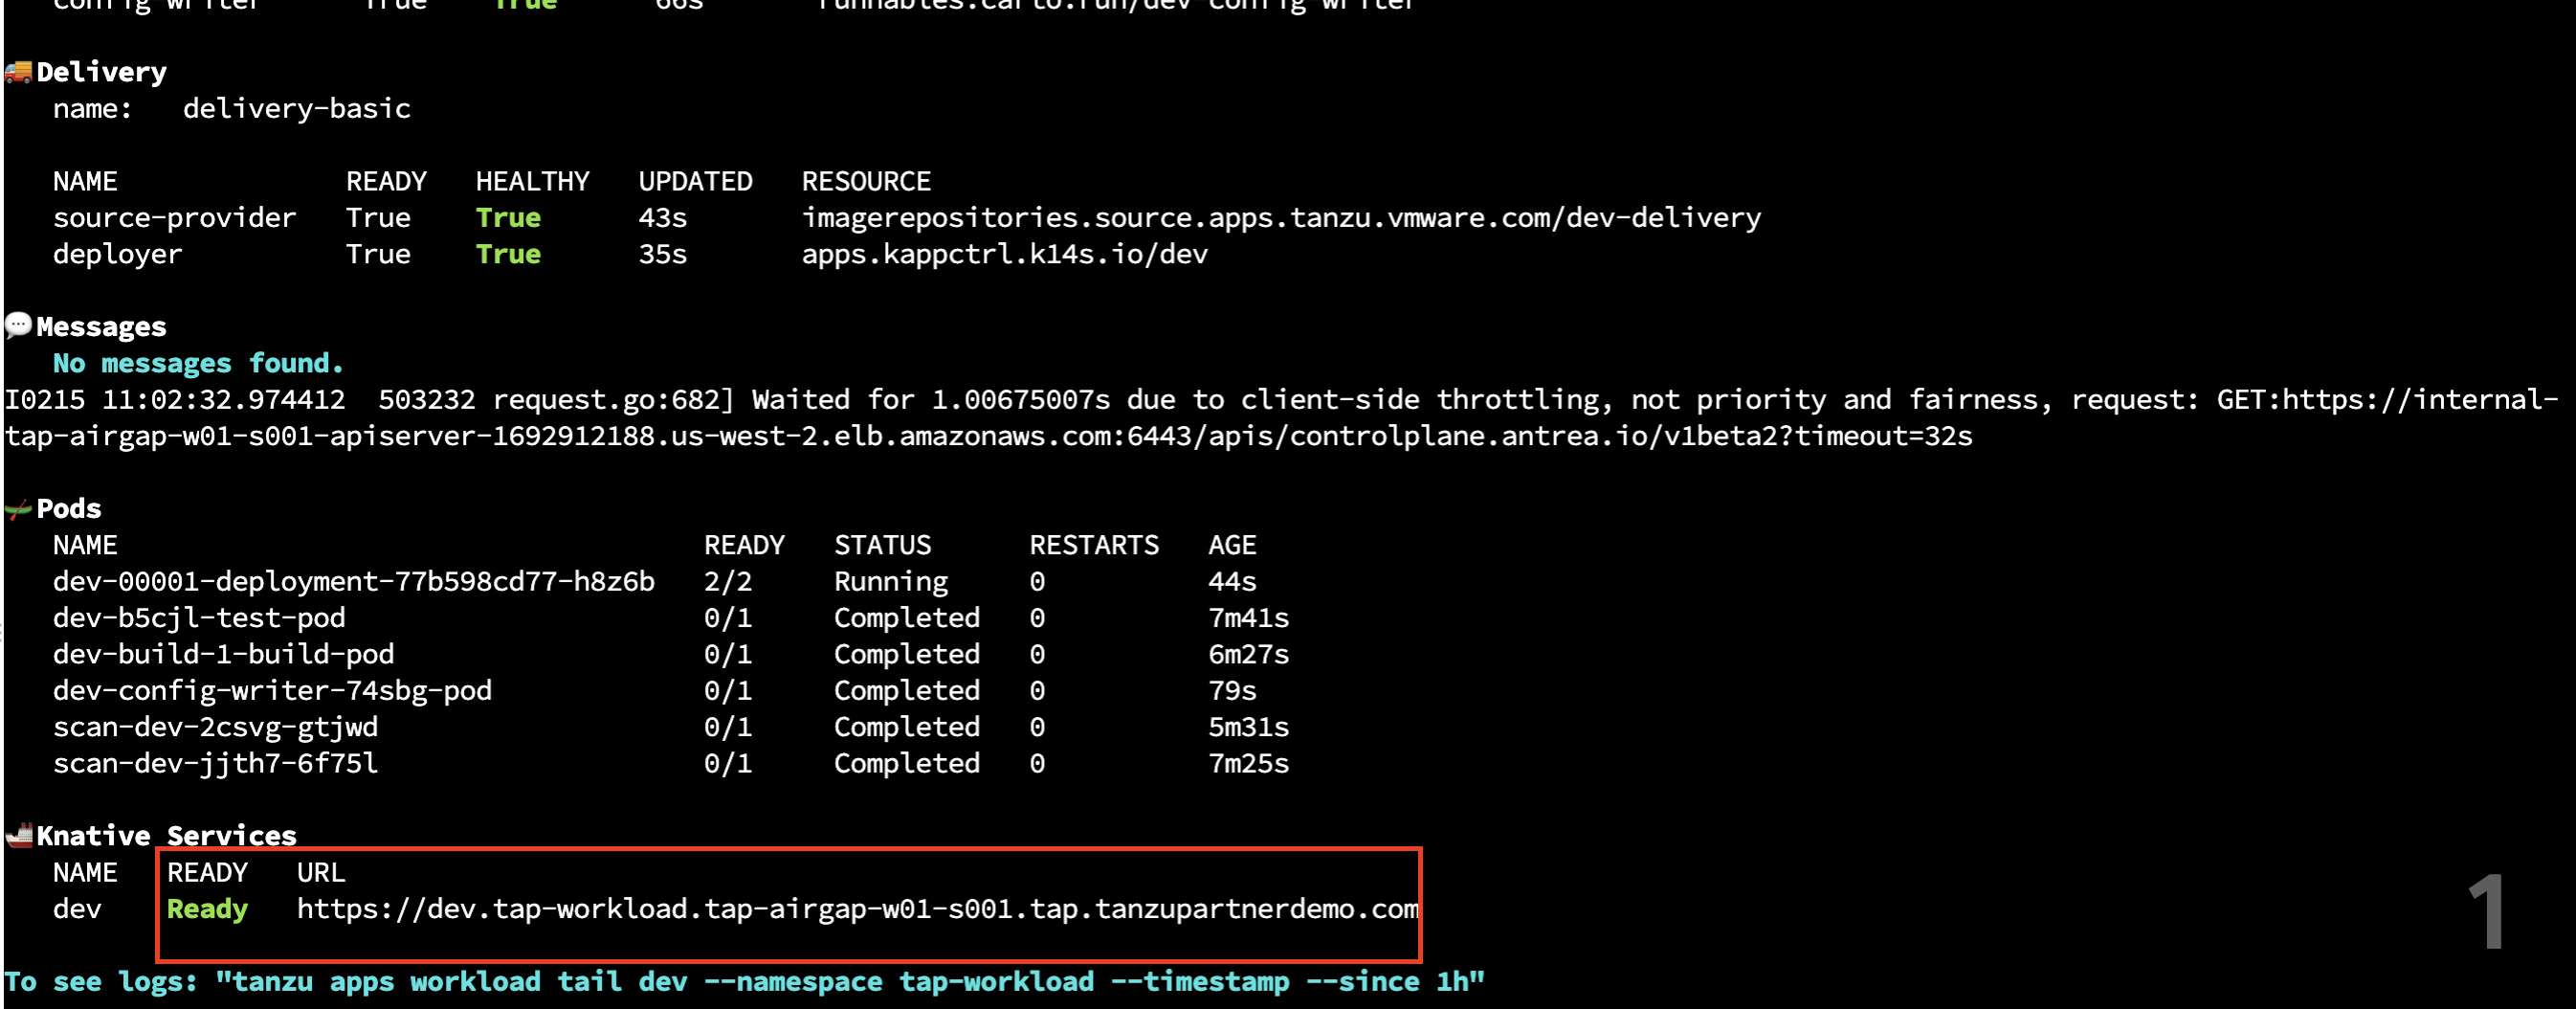 config-writer True True 66s runnables.carto.run/dev-config-writer
Delivery
name: delivery-basic
NAME READY HEALTHY UPDATED RESOURCE
source-provider True True 43s imagerepositories.source.apps.tanzu.vmware.com/dev-delivery
deployer True True 35s apps.kappctrl.k14s.io/dev
Messages
No messages found.
I0215 11:02:32.974412 503232 request.go:682] Waited for 1.00675007s due to client-side throttling, not priority and fairness, request: GET:https://internal-
tap-airgap-w01-s001-apiserver-1692912188.us-west-2.elb.amazonaws.com:6443/apis/controlplane.antrea.io/v1beta2?timeout=32s
Pods
NAME READY STATUS RESTARTS AGE
dev-00001-deployment-77b598cd77-h8z6b 2/2 Running 0 44s
dev-b5cjl-test-pod 0/1 Completed 0 7m41s
dev-build-1-build-pod 0/1 Completed 0 6m27s
dev-config-writer-74sbg-pod 0/1 Completed 0 79s
scan-dev-2csvg-gtjwd 0/1 Completed 0 5m31s
scan-dev-jjth7-6f75l 0/1 Completed 0 7m25s
Knative Services
NAME READY URL
dev Ready https://dev.tap-workload.tap-airgap-w01-s001.tap.tanzupartnerdemo.com
1
To see logs: "tanzu apps workload tail dev --namespace tap-workload --timestamp --since 1h"